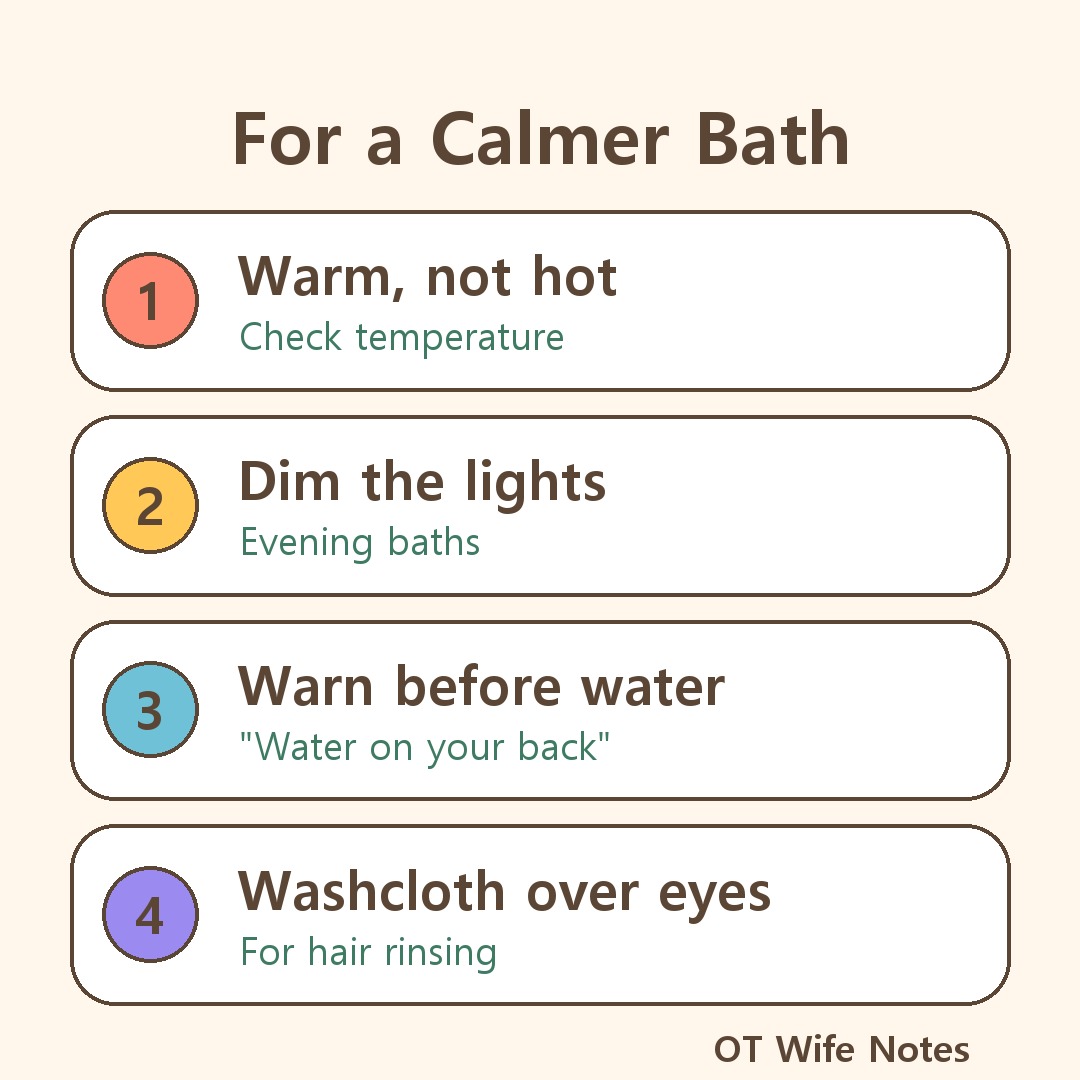 For a Calmer Bath
1
Warm, not hot
Check temperature
2
Dim the lights
Evening baths
3
Warn before water
"Water on your back"
4
Washcloth over eyes
For hair rinsing
OT Wife Notes